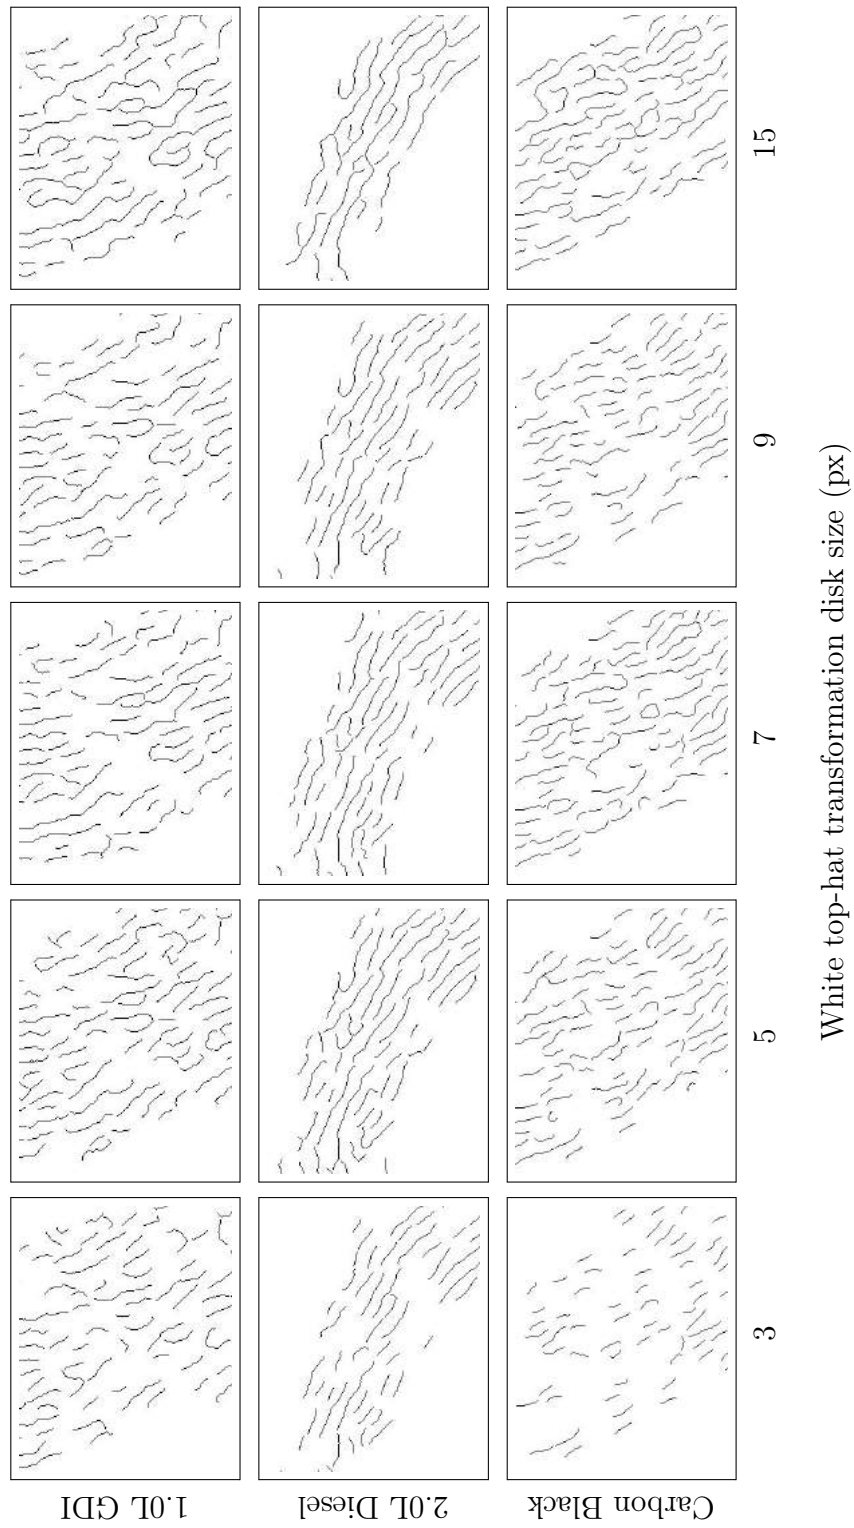 1.0L GDI
2.0L Diesel
Carbon Black
3
5
7
9
15
White top-hat transformation disk size (px)